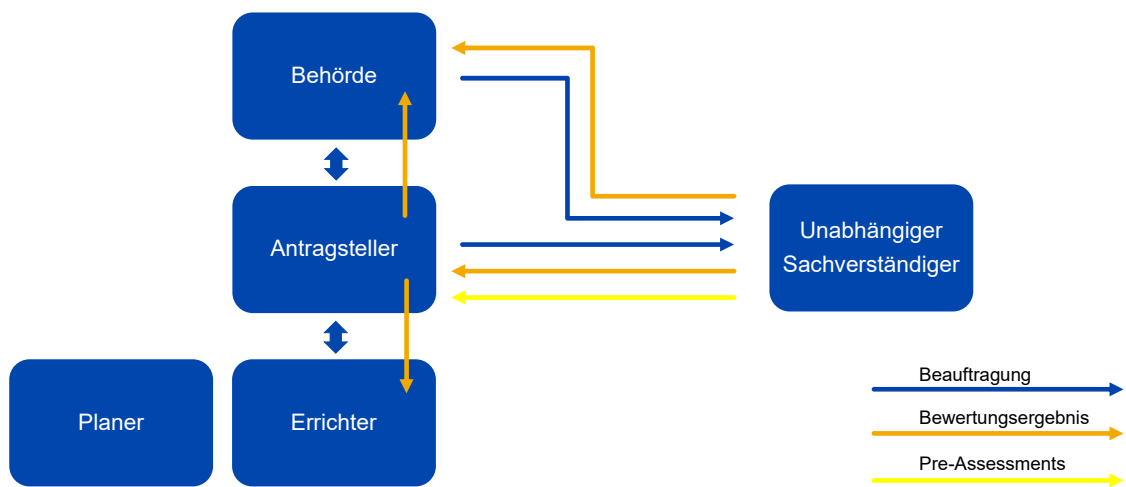 Behörde
Antragsteller
Unabhängiger
Sachverständiger
Planer
Errichter
Beauftragung
Bewertungsergebnis
Pre-Assessments